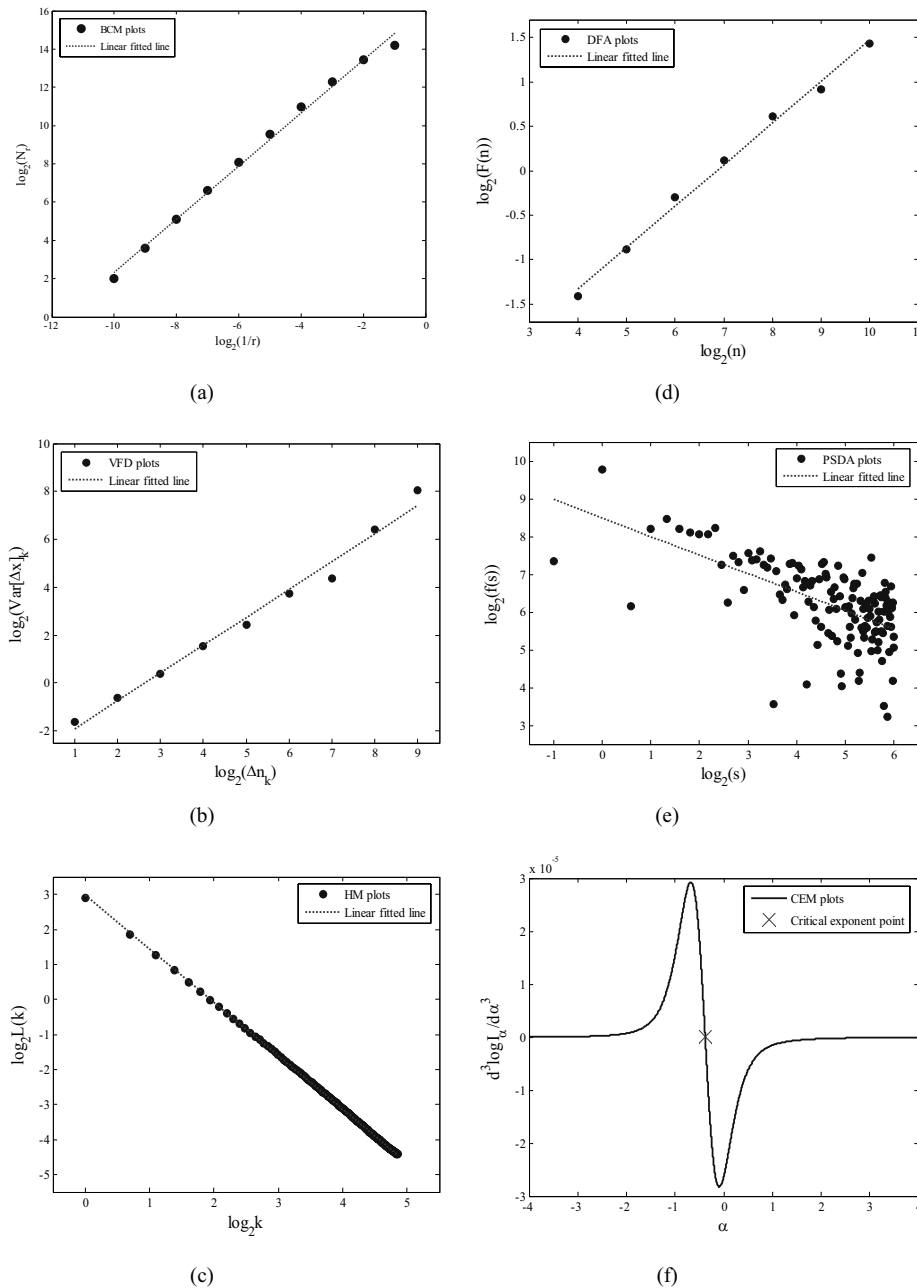 BCM plots
Linear fitted line
16
14
12
10
8
6
4
2
0
log2(Nr)
-12 -10 -8 -6 -4 -2 0
log2(1/r)
(a)
DFA plots
Linear fitted line
1.5
1
0.5
0
-0.5
-1
-1.5
log2(F(n))
3 4 5 6 7 8 9 10 11
log2(n)
(d)
VFD plots
Linear fitted line
10
8
6
4
2
0
-2
log2(Var[Δx]k)
1 2 3 4 5 6 7 8 9
log2(Δnk)
(b)
PSDA plots
Linear fitted line
10
9
8
7
6
5
4
3
log2(f(s))
-1 0 1 2 3 4 5 6
log2(s)
(e)
HM plots
Linear fitted line
3
2
1
0
-1
-2
-3
-4
-5
log2L(k)
0 1 2 3 4 5
log2k
(c)
3 x 10-5
CEM plots
Critical exponent point
2
1
0
-1
-2
-3
d3logIα/dα3
-4 -3 -2 -1 0 1 2 3 4
α
(f)